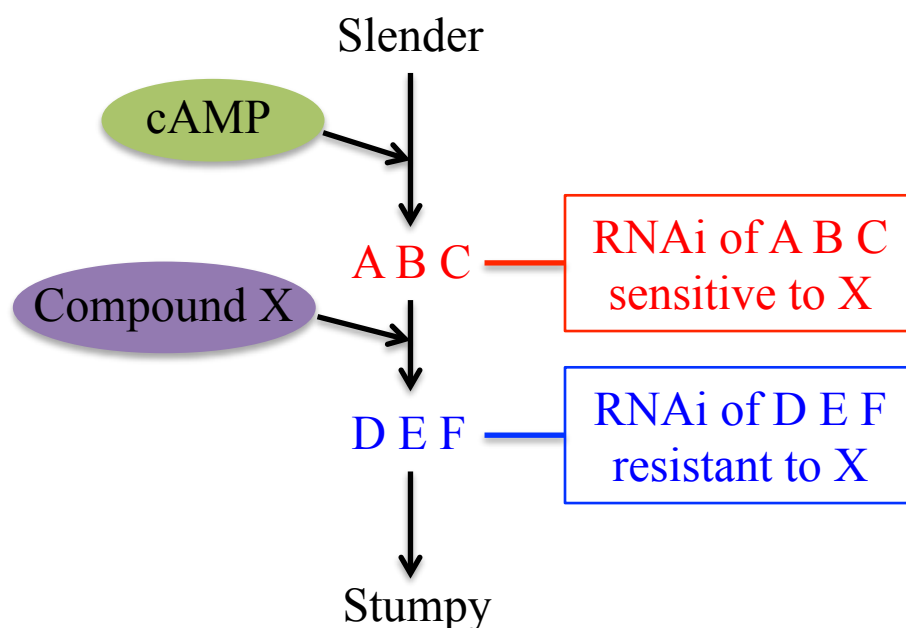 Slender
cAMP
A B C
RNAi of A B C
sensitive to X
Compound X
D E F
RNAi of D E F
resistant to X
Stumpy